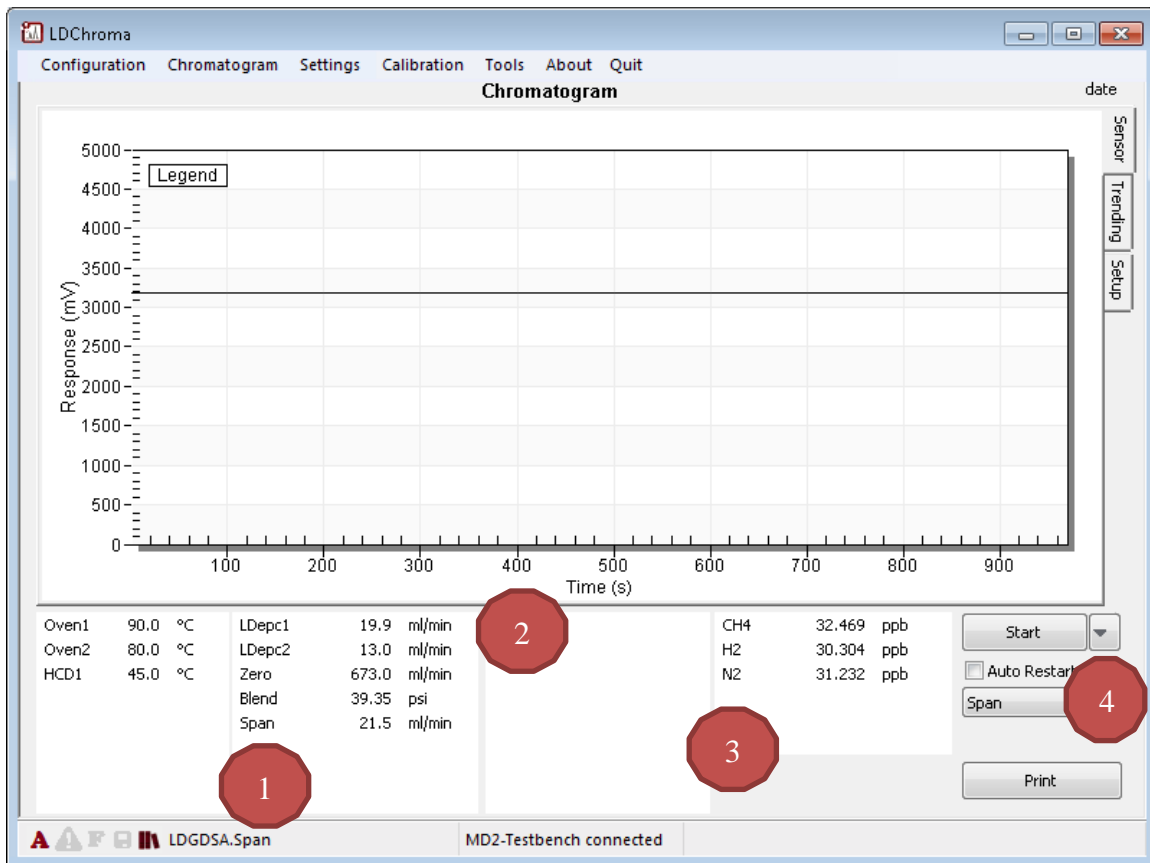 LDChroma
Configuration Chromatogram Settings Calibration Tools About Quit
Chromatogram
date
Sensor
Trending
Setup
Legend
Response (mV)
5000
4500
4000
3500
3000
2500
2000
1500
1000
500
0
100 200 300 400 500 600 700 800 900
Time (s)
Oven1 90.0 °C
Oven2 80.0 °C
HCD1 45.0 °C
LDepc1 19.9 ml/min
LDepc2 13.0 ml/min
Zero 673.0 ml/min
Blend 39.35 psi
Span 21.5 ml/min
1
2
CH4 32.469 ppb
H2 30.304 ppb
N2 31.232 ppb
3
Start
Auto Restart
Span
4
Print
A F LDGDSA.Span MD2-Testbench connected